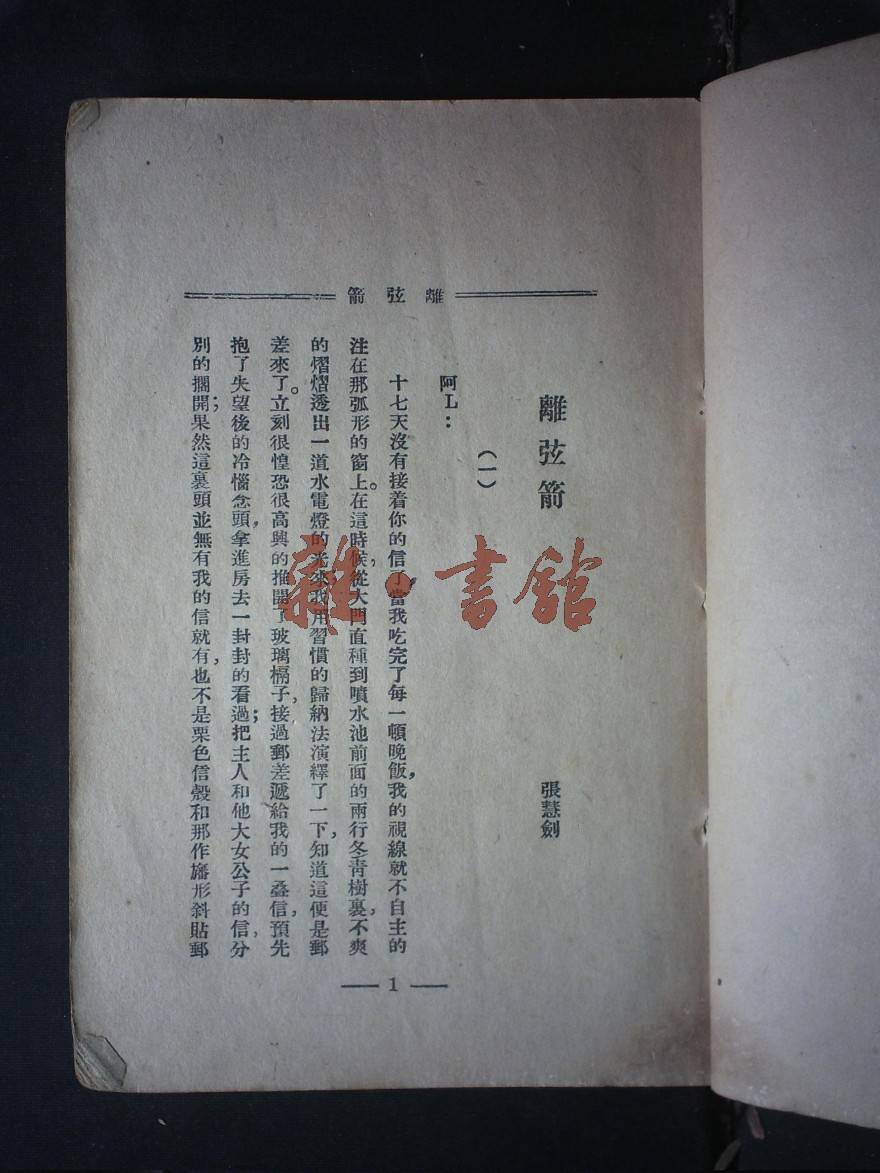 離弦箭
離弦箭
張慧劍
(一)
阿L：
十七天沒有接着你的信了，當我吃完了每一頓晚飯，我的視線就不自主的
注在那弧形的窗上。在這時候，從大門直種到噴水池前面的兩行冬青樹裏，不爽
的熠熠透出一道水電燈的光來，我用習慣的歸納法演繹了一下，知道這便是郵
差來了。立刻很惶恐很高興的推開了玻璃槅子，接過郵差遞給我的一叠信，預先
抱了失望後的冷惱念頭，拿進房去一封封的看過；把主人和他大女公子的信，分
別的擱開；果然這裏頭並無有我的信就有，也不是栗色信殼和那作旛形斜貼郵
1
雜·書舘